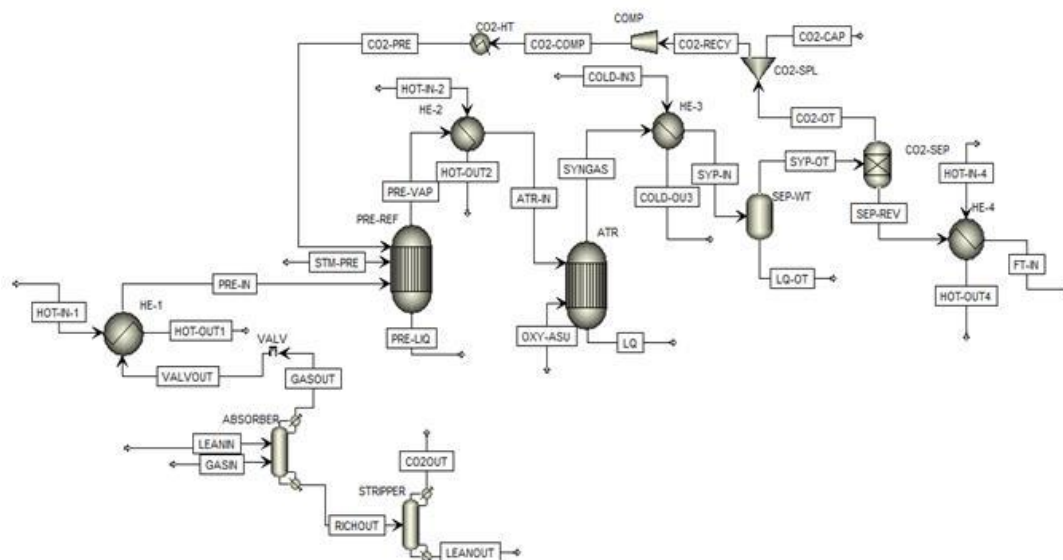 COMP
CO2-HT
CO2-PRE
CO2-COMP
CO2-RECY
CO2-CAP
CO2-SPL
HOT-IN-2
COLD-IN3
HE-2
HE-3
CO2-OT
CO2-SEP
SYP-OT
HOT-IN-4
HOT-OUT2
SYNGAS
SYP-IN
PRE-VAP
ATR-IN
SEP-WT
COLD-OU3
SEP-REV
HE-4
PRE-REF
ATR
STM-PRE
FT-IN
LQ-OT
PRE-IN
HOT-OUT4
HE-1
HOT-IN-1
HOT-OUT1
VALV
PRE-LIQ
OXY-ASU
LQ
VALVOUT
GASOUT
ABSORBER
LEANIN
GASIN
CO2OUT
STRIPPER
RICHOUT
LEANOUT